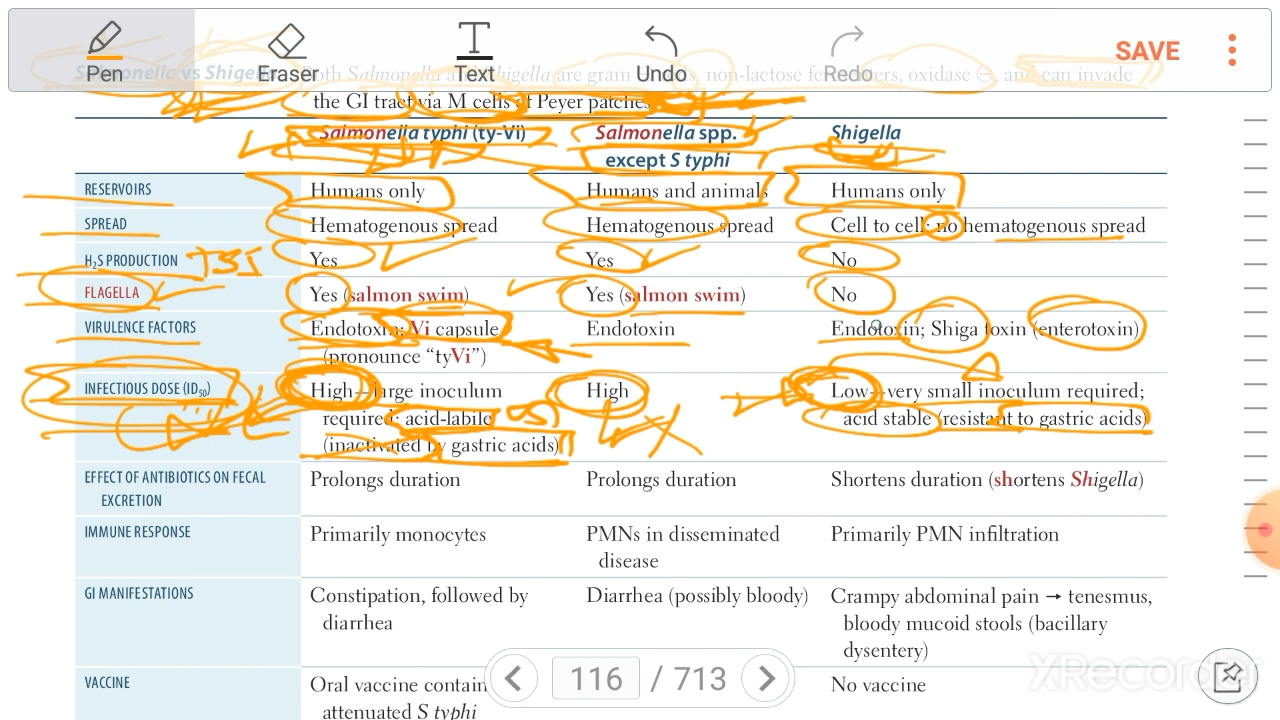 Pen
Eraser
Text
Undo
Redo
SAVE
Salmonella vs Shigella Both Salmonella and Shigella are gram ⊖ , non-lactose fermenters, oxidase ⊖, and can invade
the GI tract via M cells of Peyer patches
Salmonella typhi (ty-Vi)
Salmonella spp.
except S typhi
Shigella
RESERVOIRS
Humans only
Humans and animals
Humans only
SPREAD
Hematogenous spread
Hematogenous spread
Cell to cell; no hematogenous spread
H₂S PRODUCTION
TSI
Yes
Yes
No
FLAGELLA
Yes (salmon swim)
Yes (salmon swim)
No
VIRULENCE FACTORS
Endotoxin; Vi capsule
(pronounce “tyVi”)
Endotoxin
Endotoxin; Shiga toxin (enterotoxin)
INFECTIOUS DOSE (ID₅₀)
High—large inoculum
required; acid-labile
(inactivated by gastric acids)
High
Low—very small inoculum required;
acid stable (resistant to gastric acids)
EFFECT OF ANTIBIOTICS ON FECAL
EXCRETION
Prolongs duration
Prolongs duration
Shortens duration (shortens Shigella)
IMMUNE RESPONSE
Primarily monocytes
PMNs in disseminated
disease
Primarily PMN infiltration
GI MANIFESTATIONS
Constipation, followed by
diarrhea
Diarrhea (possibly bloody)
Crampy abdominal pain → tenesmus,
bloody mucoid stools (bacillary
dysentery)
VACCINE
Oral vaccine contain
attenuated S typhi
No vaccine
116 / 713
XRecorder